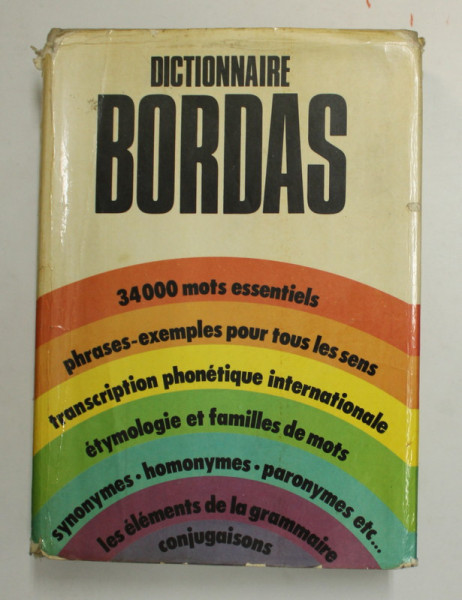 DICTIONNAIRE
BORDAS
34000 mots essentiels
phrases-exemples pour tous les sens
transcription phonétique internationale
étymologie et familles de mots
synonymes • homonymes • paronymes etc...
les éléments de la grammaire
conjugaisons